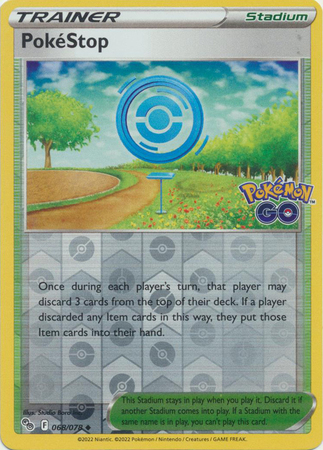 TRAINER Stadium
PokéStop
Pokémon
GO
Once during each player's turn, that player may
discard 3 cards from the top of their deck. If a player
discarded any Item cards in this way, they put those
Item cards into their hand.
This Stadium stays in play when you play it. Discard it if
another Stadium comes into play. If a Stadium with the
same name is in play, you can't play this card.
Illus. Studio Bora
F 068/078
©2022 Niantic. ©2022 Pokémon / Nintendo / Creatures / GAME FREAK.